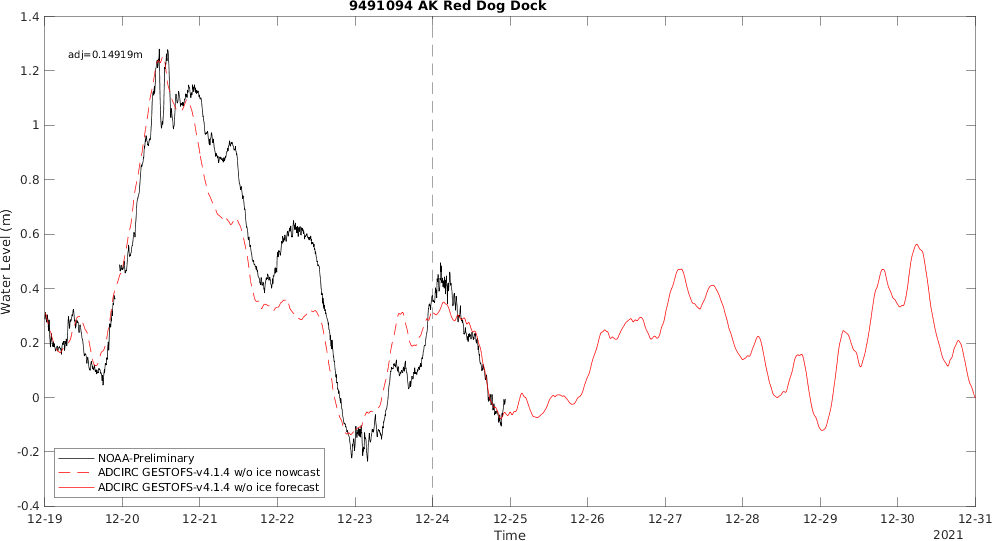 9491094 AK Red Dog Dock
1.4
adj=0.14919m
1.2
1
0.8
0.6
0.4
0.2
0
-0.2
-0.4
Water Level (m)
NOAA-Preliminary
ADCIRC GESTOFS-v4.1.4 w/o ice nowcast
ADCIRC GESTOFS-v4.1.4 w/o ice forecast
12-19 12-20 12-21 12-22 12-23 12-24 12-25 12-26 12-27 12-28 12-29 12-30 12-31
Time
2021